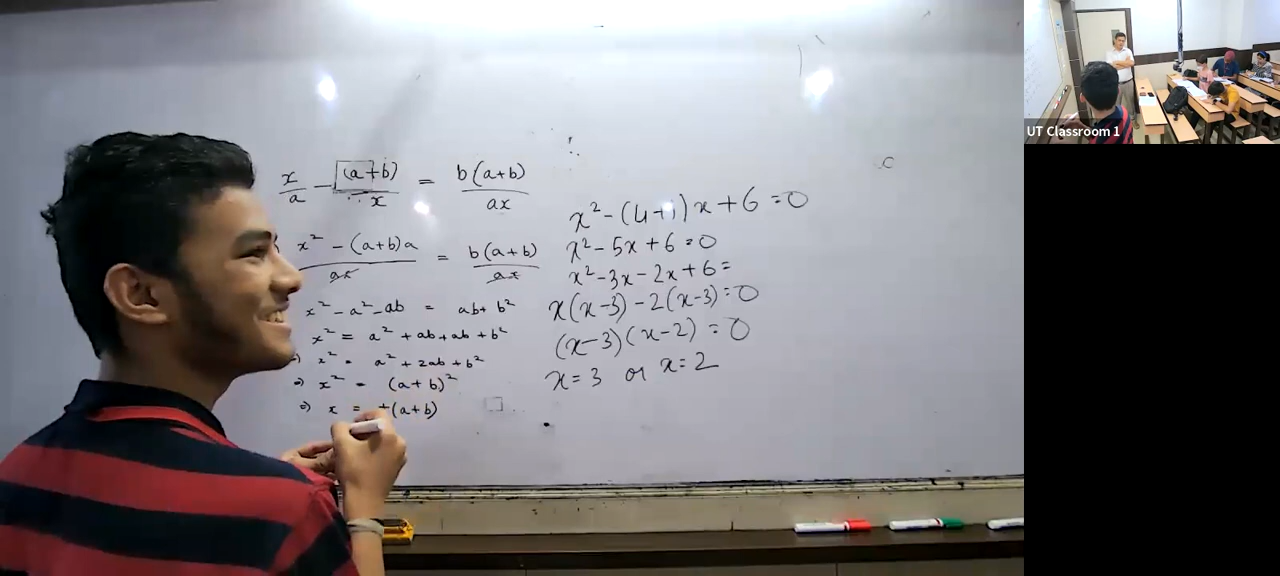 x/a - (a+b)/x = b(a+b)/ax
x² - (a+b)a/ax = b(a+b)/ax
x² - a² - ab = ab + b²
x² = a² + ab + ab + b²
x² = a² + 2ab + b²
⇒ x² = (a+b)²
x = ±(a+b)
x² - (4+1)x + 6 = 0
x² - 5x + 6 = 0
x² - 3x - 2x + 6 =
x(x-3) - 2(x-3) = 0
(x-3)(x-2) = 0
x = 3 or x = 2
C
UT Classroom 1